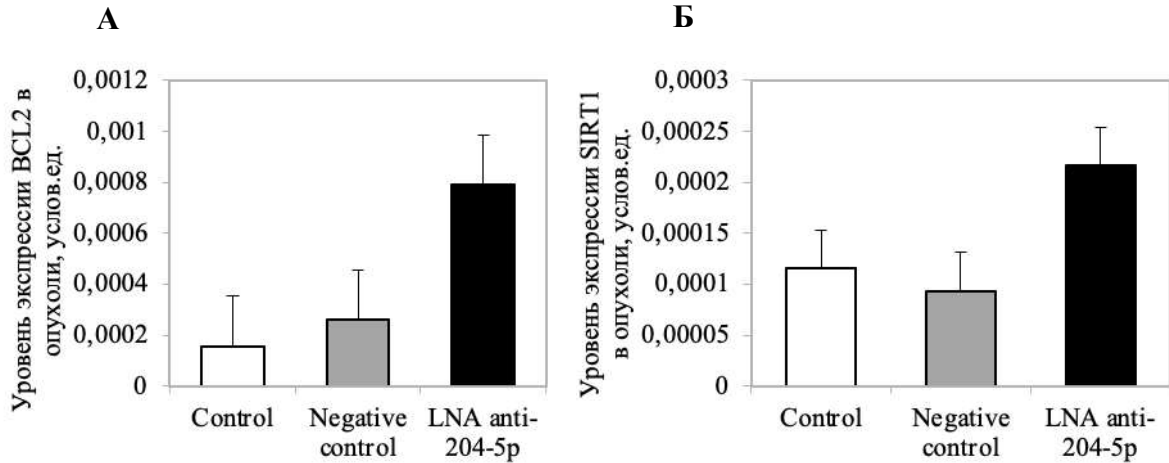 А
Уровень экспрессии BCL2 в
опухоли, услов.ед.
0,0012
0,001
0,0008
0,0006
0,0004
0,0002
0
Control
Negative
control
LNA anti-
204-5p
Б
Уровень экспрессии SIRT1
в опухоли, услов.ед.
0,0003
0,00025
0,0002
0,00015
0,0001
0,00005
0
Control
Negative
control
LNA anti-
204-5p